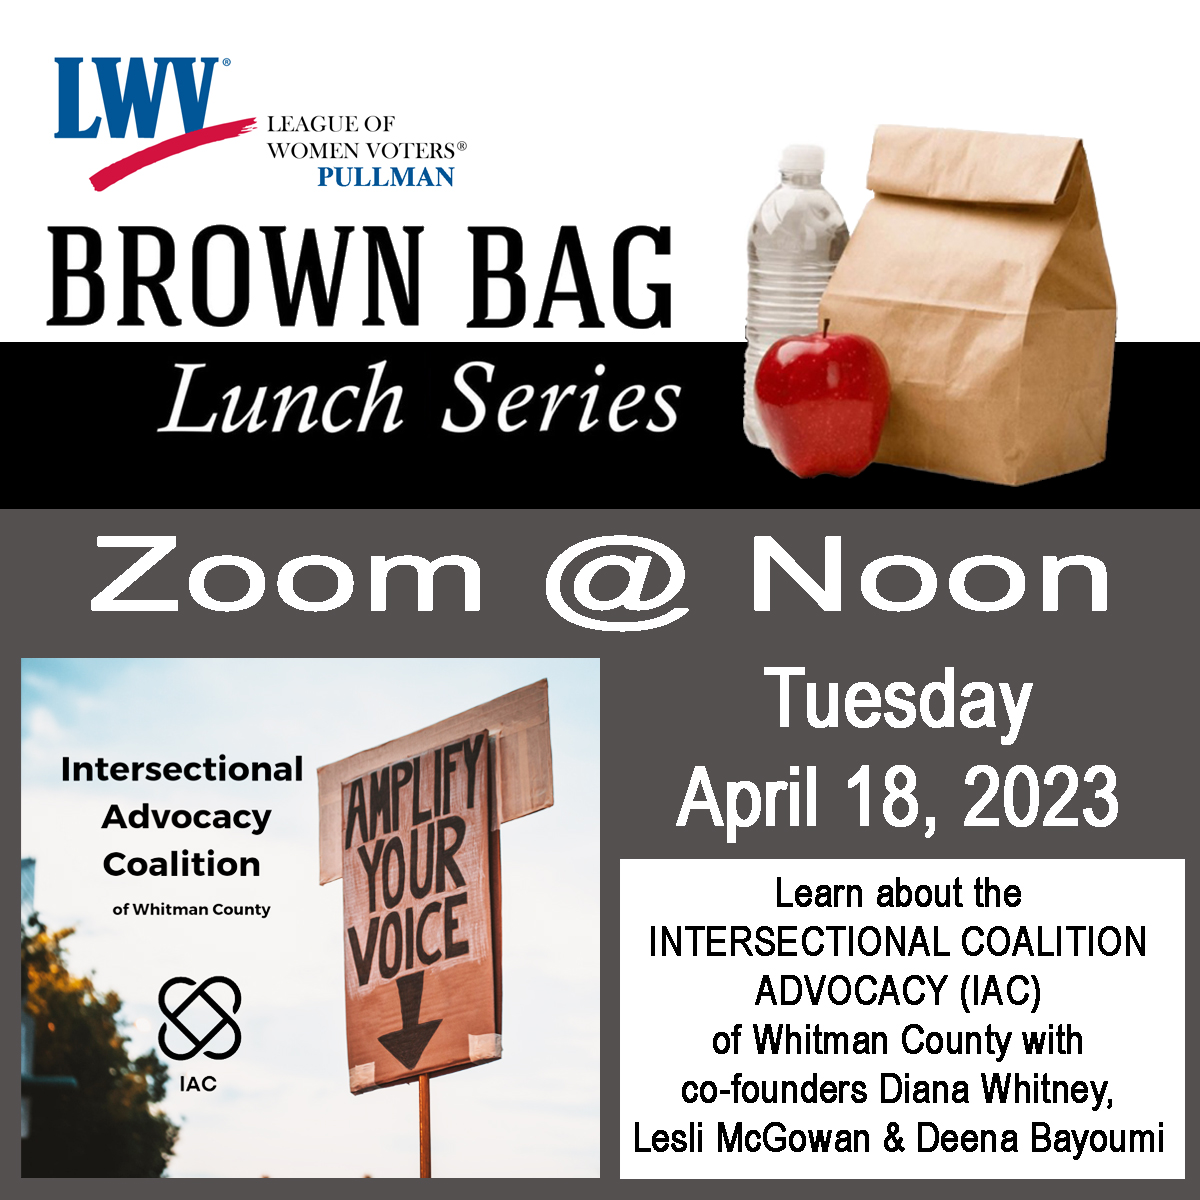 LWV®
LEAGUE OF
WOMEN VOTERS®
PULLMAN
BROWN BAG
Lunch Series
Zoom @ Noon
Intersectional
Advocacy
Coalition
of Whitman County
IAC
AMPLIFY
YOUR
VOICE
Tuesday
April 18, 2023
Learn about the
INTERSECTIONAL COALITION
ADVOCACY (IAC)
of Whitman County with
co-founders Diana Whitney,
Lesli McGowan & Deena Bayoumi